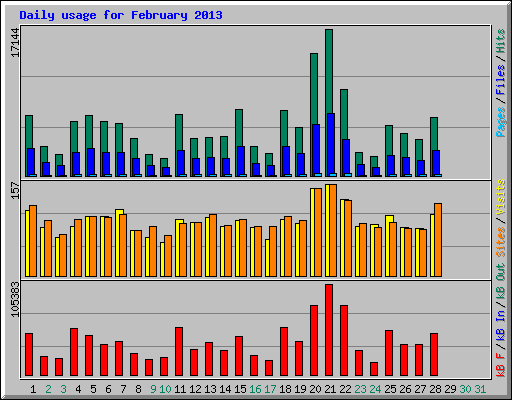 Daily usage for February 2013
17144
Pages / Files / Hits
157
Sites / Visits
105383
kB F / kB In / kB Out
1 2 3 4 5 6 7 8 9 10 11 12 13 14 15 16 17 18 19 20 21 22 23 24 25 26 27 28 29 30 31